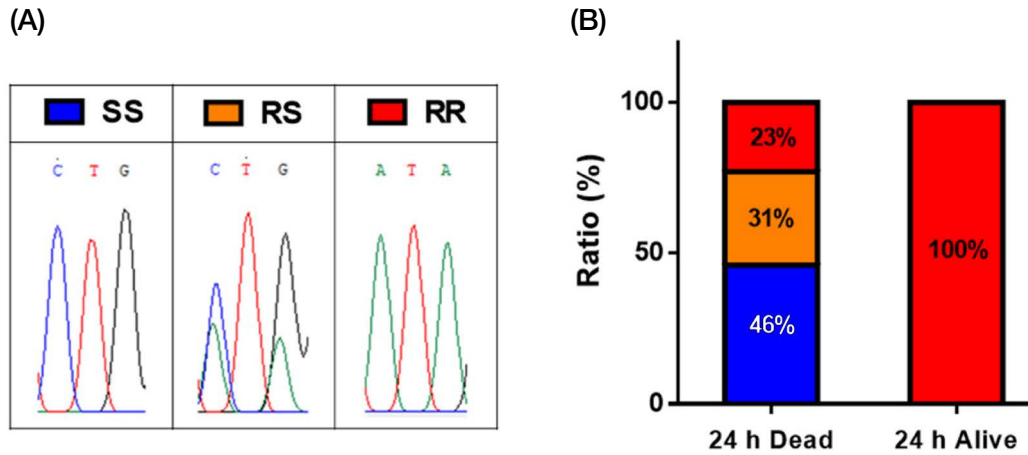 (A)
SS RS RR
C T G C T G A T A
(B)
Ratio (%)
100
50
0
23%
31%
46%
100%
24 h Dead 24 h Alive